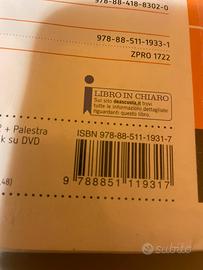 978-88-418-8302-0
978-88-511-1933-1
ZPRO 1722
i
LIBRO IN CHIARO
Sul sito deascuola.it trovi
tutte le informazioni dettagliate
riguardanti questo libro.
2 + Palestra
k su DVD
ISBN 978-88-511-1931-7
,48)
9 788851 119317
subito